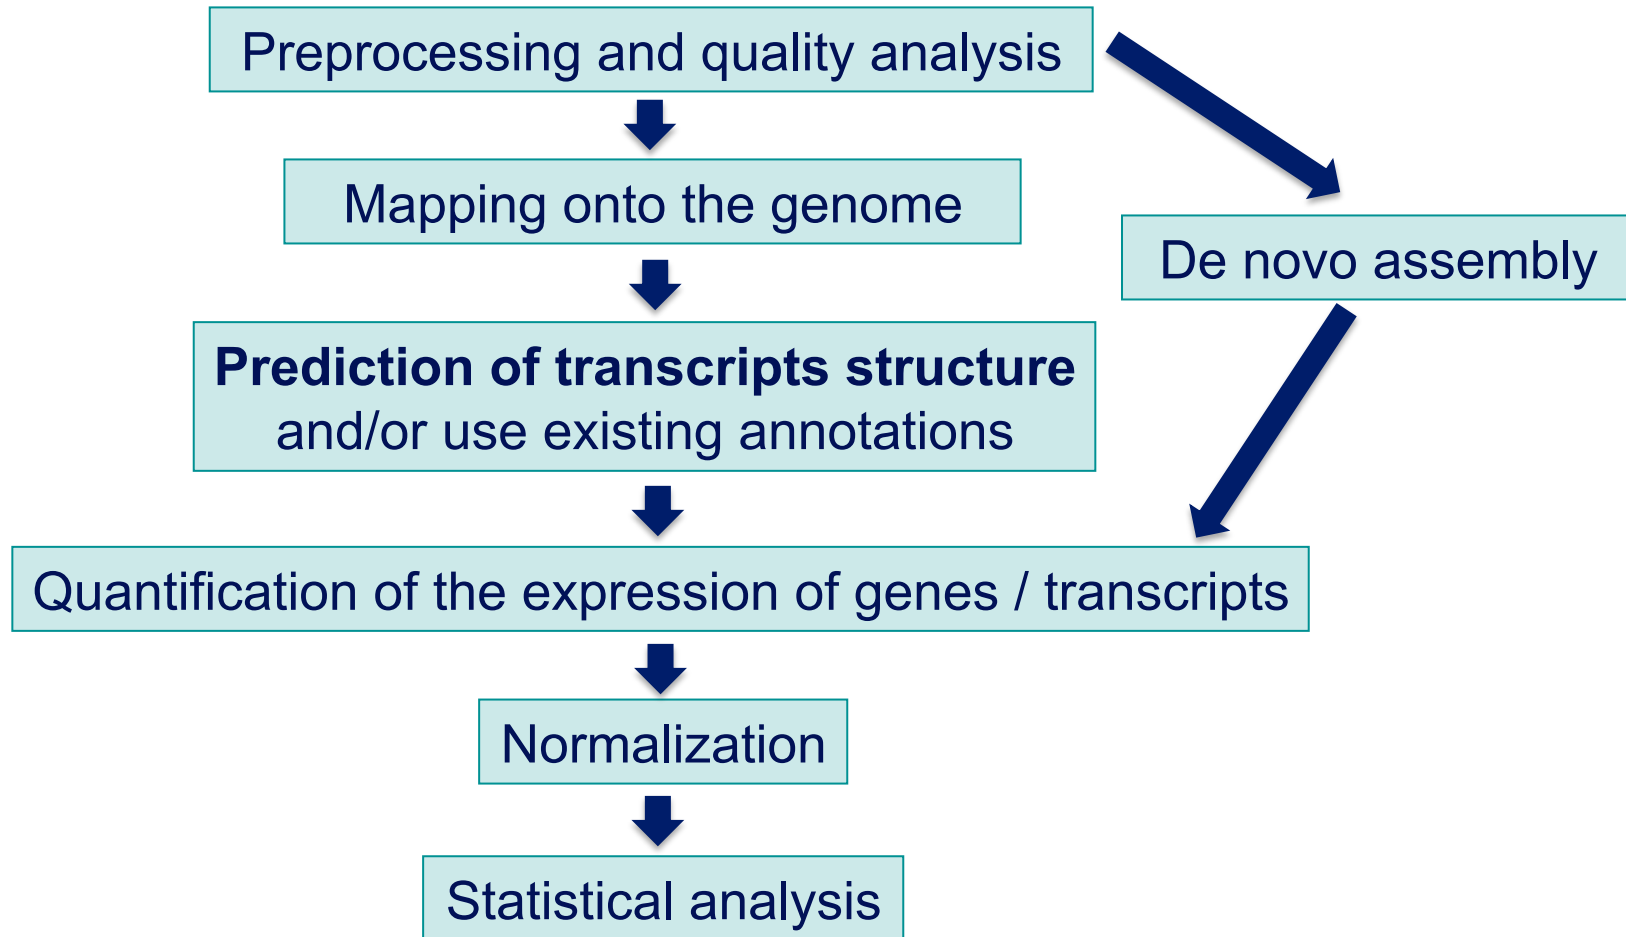 Preprocessing and quality analysis
Mapping onto the genome
De novo assembly
Prediction of transcripts structure
and/or use existing annotations
Quantification of the expression of genes / transcripts
Normalization
Statistical analysis